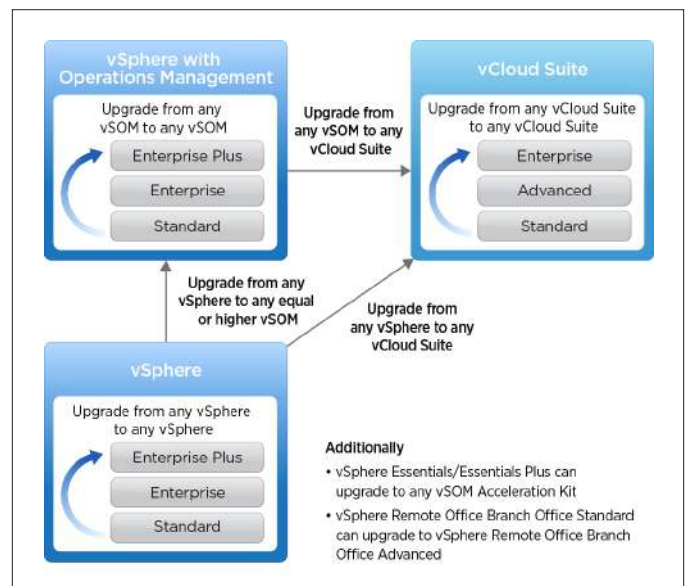 vSphere with
Operations Management
Upgrade from any
vSOM to any vSOM
Enterprise Plus
Enterprise
Standard
Upgrade from
any vSOM to any
vCloud Suite
vCloud Suite
Upgrade from any vCloud Suite
to any vCloud Suite
Enterprise
Advanced
Standard
Upgrade from any
vSphere to any equal
or higher vSOM
Upgrade from
any vSphere to any
vCloud Suite
vSphere
Upgrade from any vSphere
to any vSphere
Enterprise Plus
Enterprise
Standard
Additionally
• vSphere Essentials/Essentials Plus can
upgrade to any vSOM Acceleration Kit
• vSphere Remote Office Branch Office Standard
can upgrade to vSphere Remote Office Branch
Office Advanced